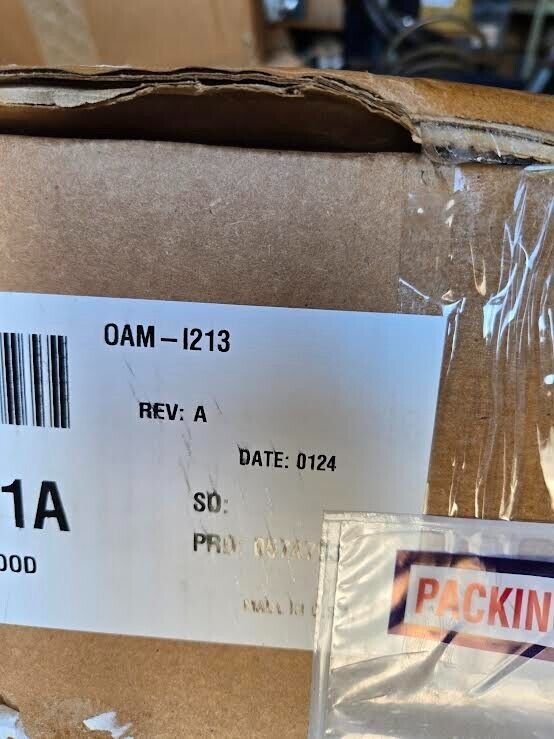 OAM-I213
REV: A
DATE: 0124
1A
SO:
OOD
PRO:
PACKIN